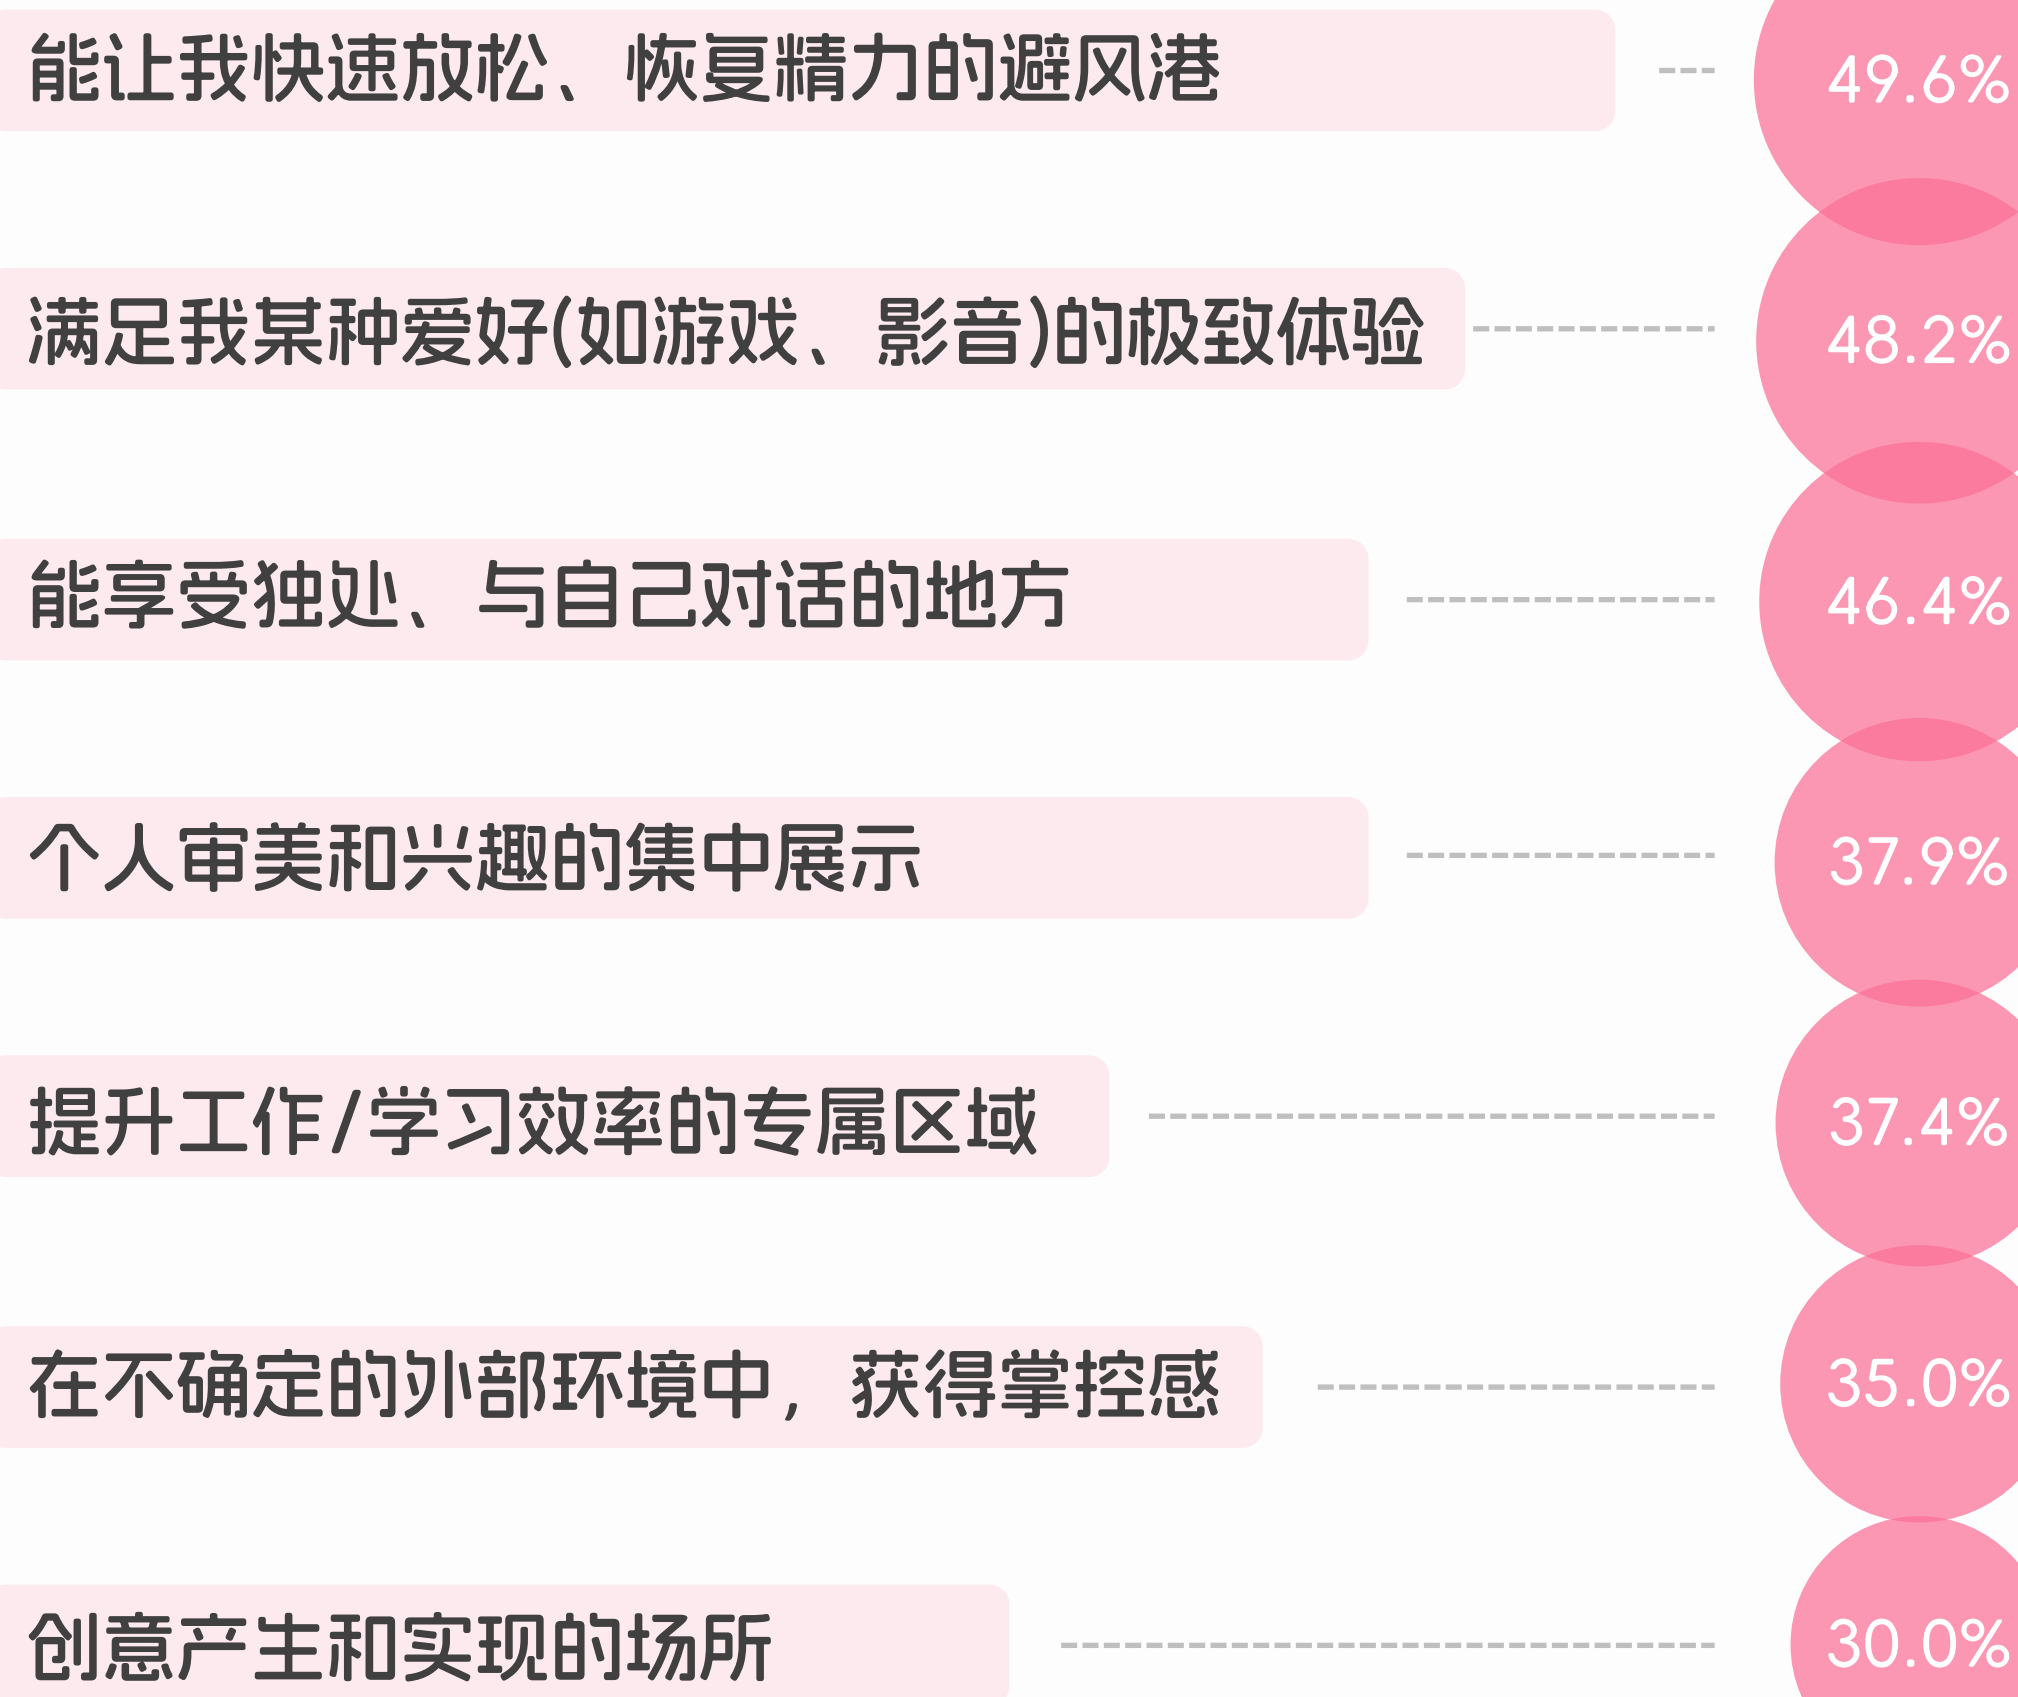 能让我快速放松、恢复精力的避风港 49.6%
满足我某种爱好(如游戏、影音)的极致体验 48.2%
能享受独处、与自己对话的地方 46.4%
个人审美和兴趣的集中展示 37.9%
提升工作/学习效率的专属区域 37.4%
在不确定的外部环境中，获得掌控感 35.0%
创意产生和实现的场所 30.0%